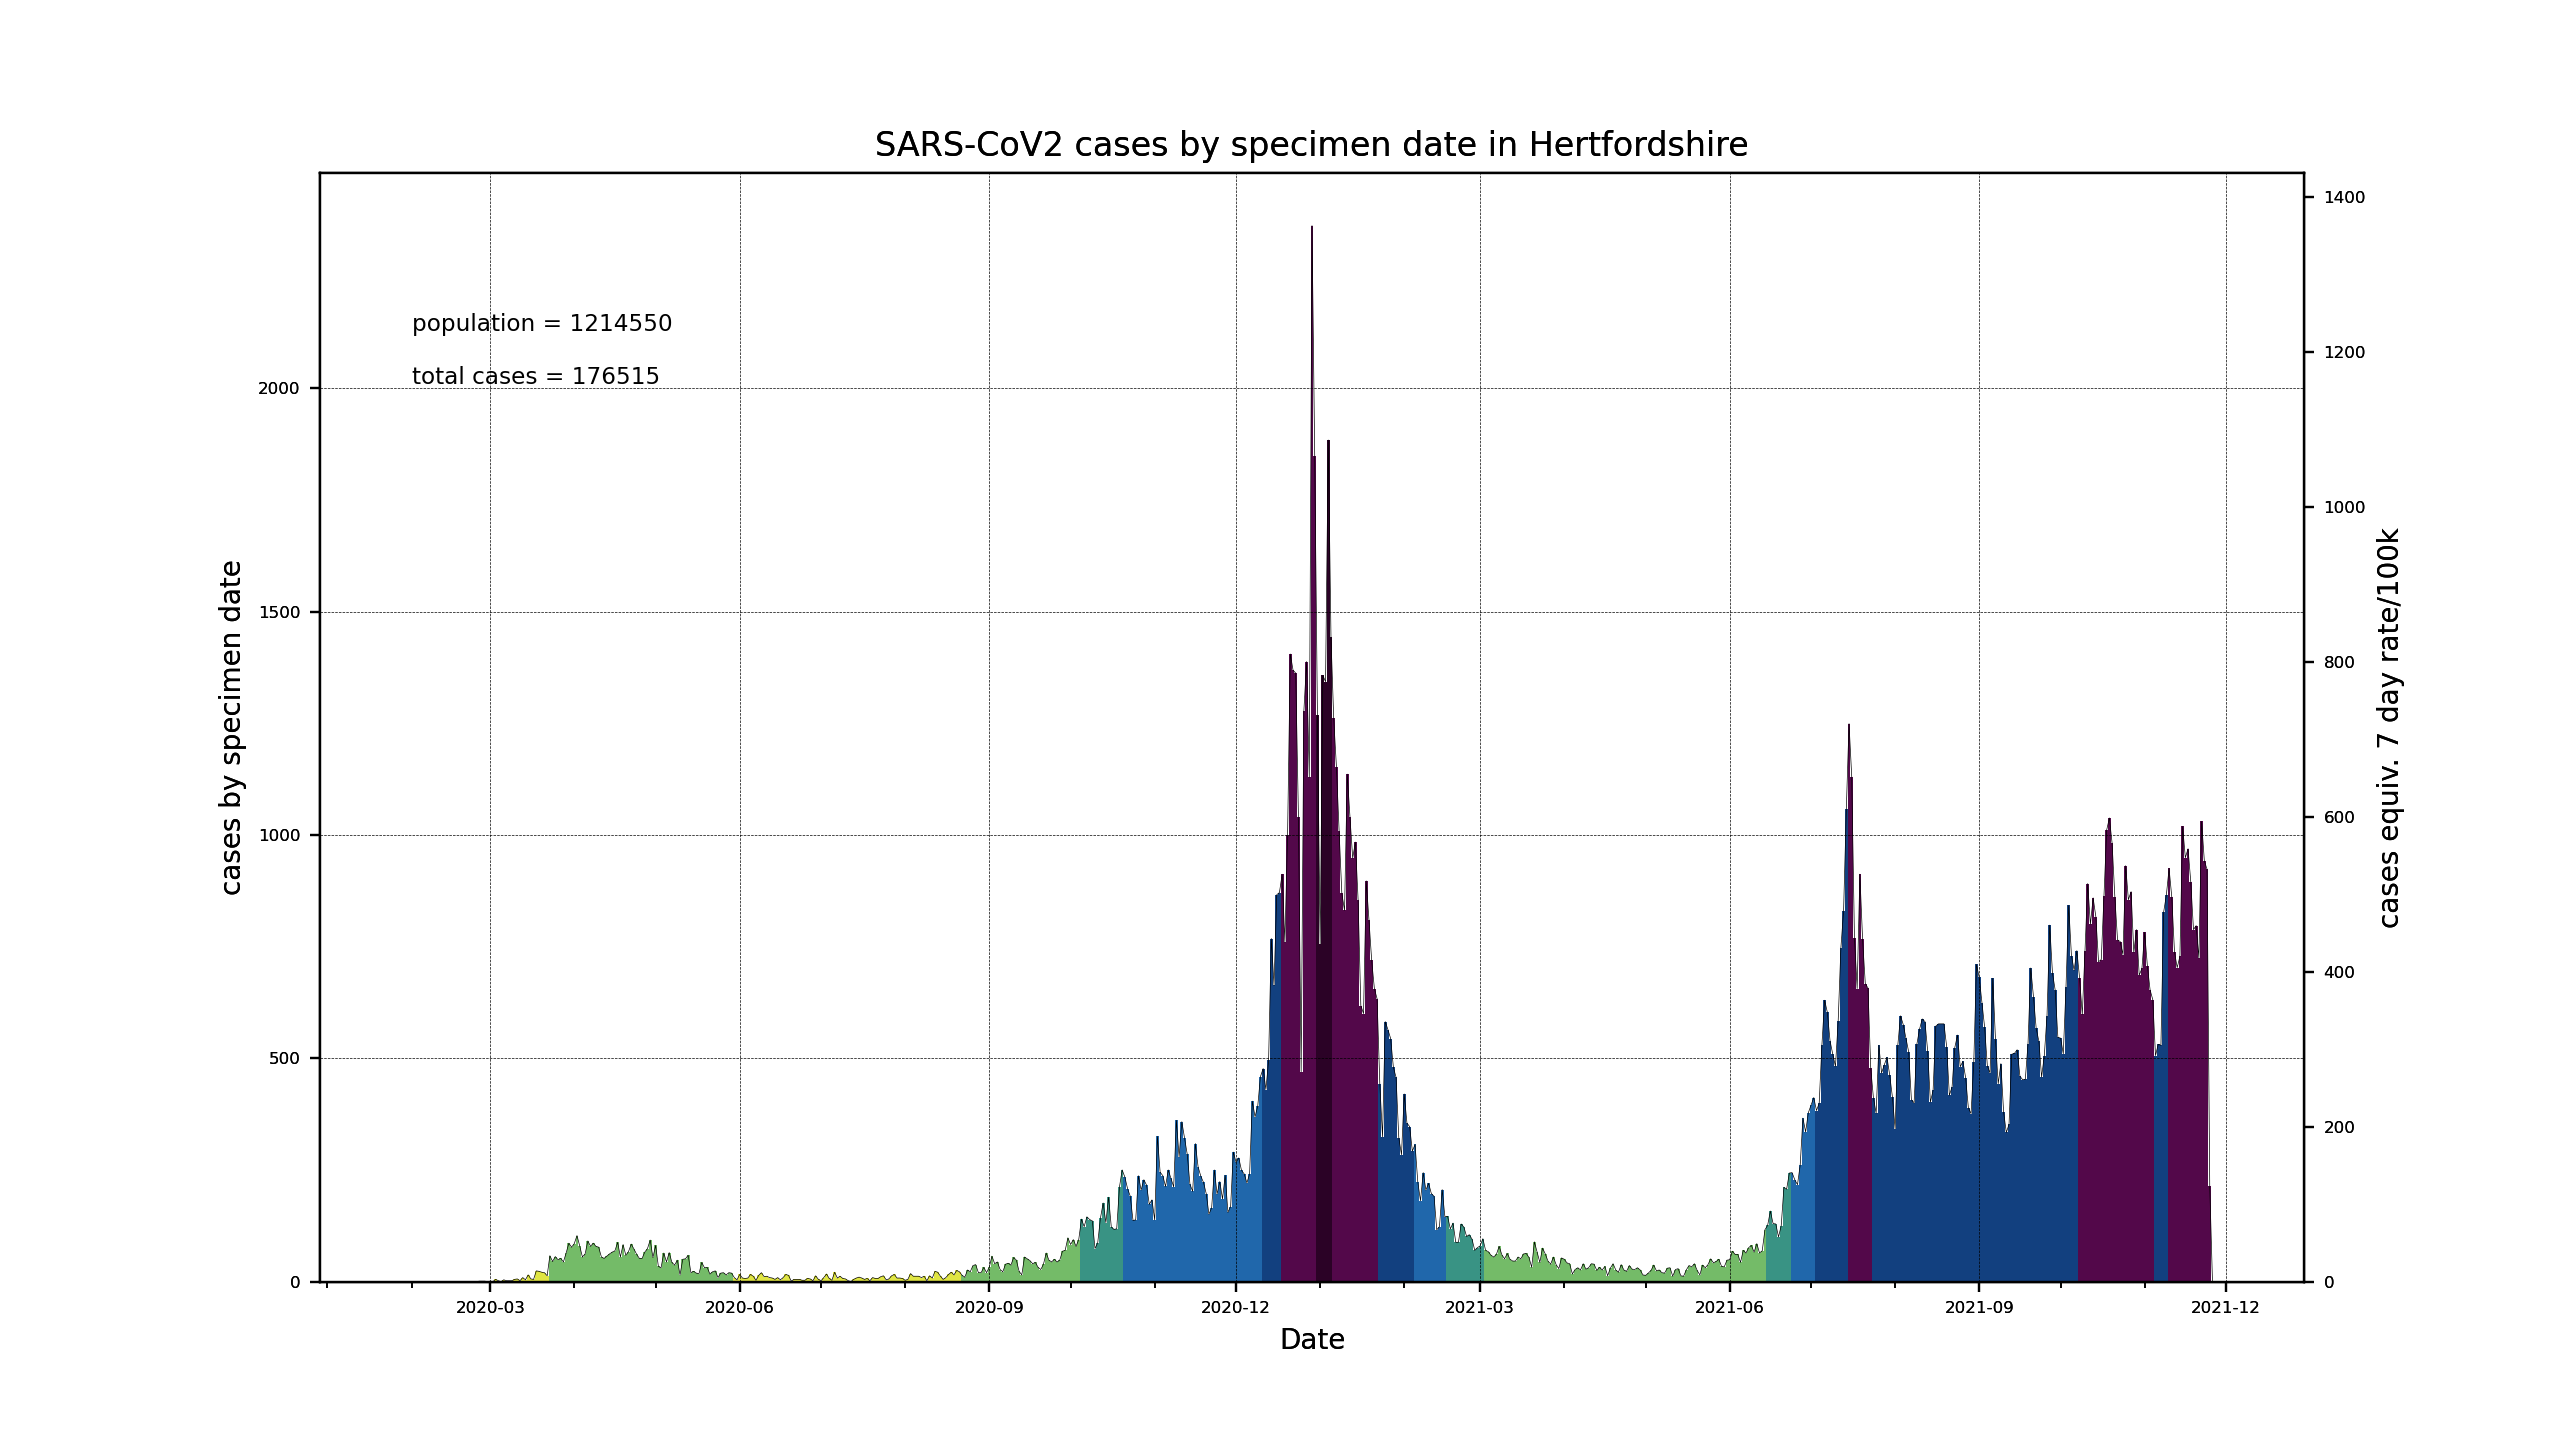 SARS-CoV2 cases by specimen date in Hertfordshire
population = 1214550
total cases = 176515
cases by specimen date
2000
1500
1000
500
0
1400
1200
1000
800
600
400
200
0
cases equiv. 7 day rate/100k
2020-03 2020-06 2020-09 2020-12 2021-03 2021-06 2021-09 2021-12
Date